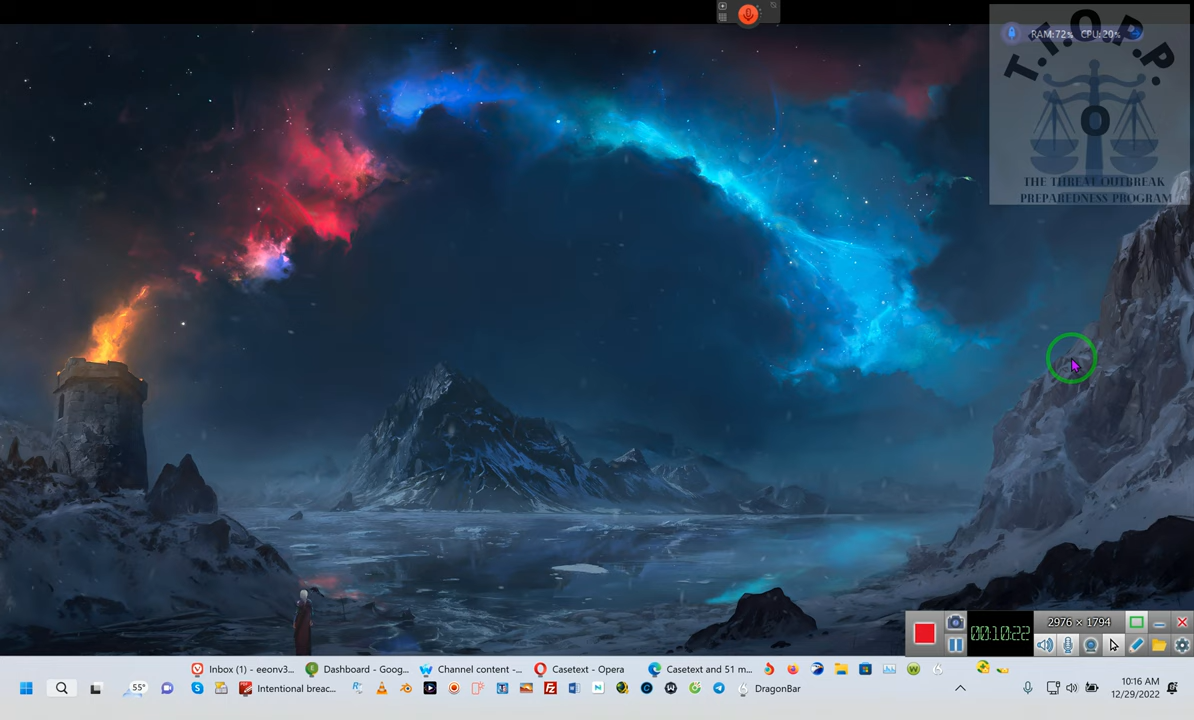 RAM:72% CPU:20%
T.T.O.P.P.
O
THE THREAT OUTBREAK
PREPAREDNESS PROGRAM
00:10:22
2976 × 1794
Inbox (1) - eeonv3...
Dashboard - Goog...
Channel content -...
Casetext - Opera
Casetext and 51 m...
55°
Intentional breac...
DragonBar
10:16 AM
12/29/2022